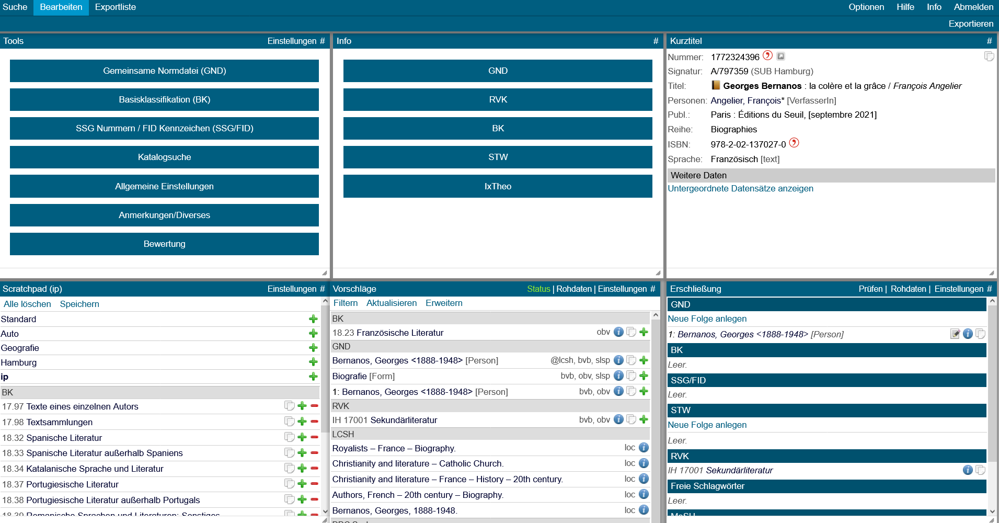 Suche Bearbeiten Exportliste Optionen Hilfe Info Abmelden
Exportieren
Tools Einstellungen #
Gemeinsame Normdatei (GND)
Basisklassifikation (BK)
SSG Nummern / FID Kennzeichen (SSG/FID)
Katalogsuche
Allgemeine Einstellungen
Anmerkungen/Diverses
Bewertung
Info #
GND
RVK
BK
STW
IxTheo
Kurztitel #
Nummer: 1772324396
Signatur: A/797359 (SUB Hamburg)
Titel: Georges Bernanos : la colère et la grâce / François Angelier
Personen: Angelier, François* [VerfasserIn]
Publ.: Paris : Éditions du Seuil, [septembre 2021]
Reihe: Biographies
ISBN: 978-2-02-137027-0
Sprache: Französisch [text]
Weitere Daten
Untergeordnete Datensätze anzeigen
Scratchpad (ip) Einstellungen #
Alle löschen Speichern
Standard
Auto
Geografie
Hamburg
ip
BK
17.97 Texte eines einzelnen Autors
17.98 Textsammlungen
18.32 Spanische Literatur
18.33 Spanische Literatur außerhalb Spaniens
18.34 Katalanische Sprache und Literatur
18.37 Portugiesische Literatur
18.38 Portugiesische Literatur außerhalb Portugals
18.39 Romanische Sprachen und Literaturen: Sonstiges
Vorschläge Status | Rohdaten | Einstellungen #
Filtern Aktualisieren Erweitern
BK
18.23 Französische Literatur obv
GND
Bernanos, Georges <1888-1948> [Person] @lcsh, bvb, slsp
Biografie [Form] bvb, obv, slsp
1: Bernanos, Georges <1888-1948> [Person] bvb, obv
RVK
IH 17001 Sekundärliteratur bvb, obv
LCSH
Royalists – France – Biography. loc
Christianity and literature – Catholic Church. loc
Christianity and literature – France – History – 20th century. loc
Authors, French – 20th century – Biography. loc
Bernanos, Georges, 1888-1948. loc
Erschließung Prüfen | Rohdaten | Einstellungen #
GND
Neue Folge anlegen
1: Bernanos, Georges <1888-1948> [Person]
BK
Leer.
SSG/FID
Leer.
STW
Neue Folge anlegen
Leer.
RVK
IH 17001 Sekundärliteratur
Freie Schlagwörter
Leer.
MeSH